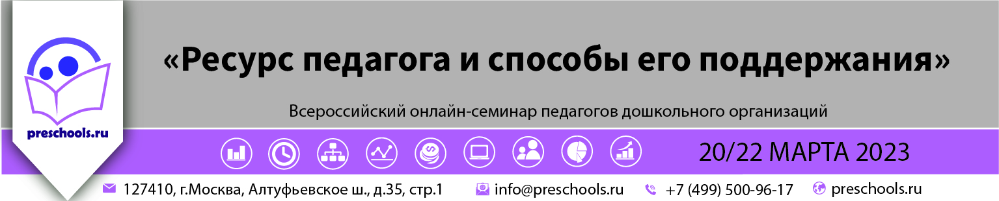 «Ресурс педагога и способы его поддержания»
Всероссийский онлайн-семинар педагогов дошкольного организаций
preschools.ru
20/22 МАРТА 2023
127410, г.Москва, Алтуфьевское ш., д.35, стр.1 info@preschools.ru +7 (499) 500-96-17 preschools.ru